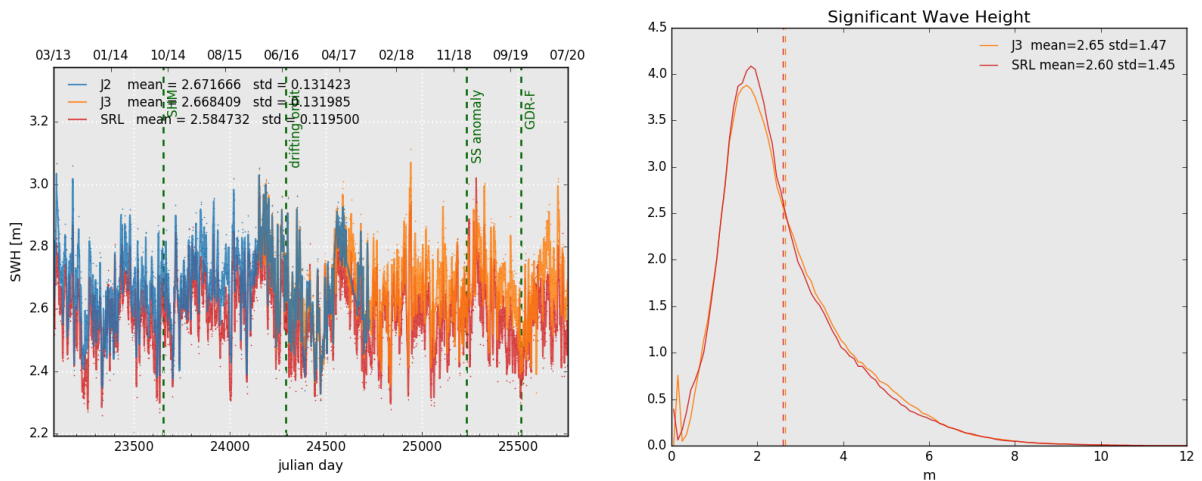 03/13 01/14 10/14 08/15 06/16 04/17 02/18 11/18 09/19 07/20
J2 mean = 2.671666 std = 0.131423
J3 mean = 2.668409 std = 0.131985
SRL mean = 2.584732 std = 0.119500
SHM
drifting orbit
SS anomaly
GDR-F
SWH [m]
3.2
3.0
2.8
2.6
2.4
2.2
23500 24000 24500 25000 25500
julian day
Significant Wave Height
J3 mean=2.65 std=1.47
SRL mean=2.60 std=1.45
4.5
4.0
3.5
3.0
2.5
2.0
1.5
1.0
0.5
0.0
0 2 4 6 8 10 12
m